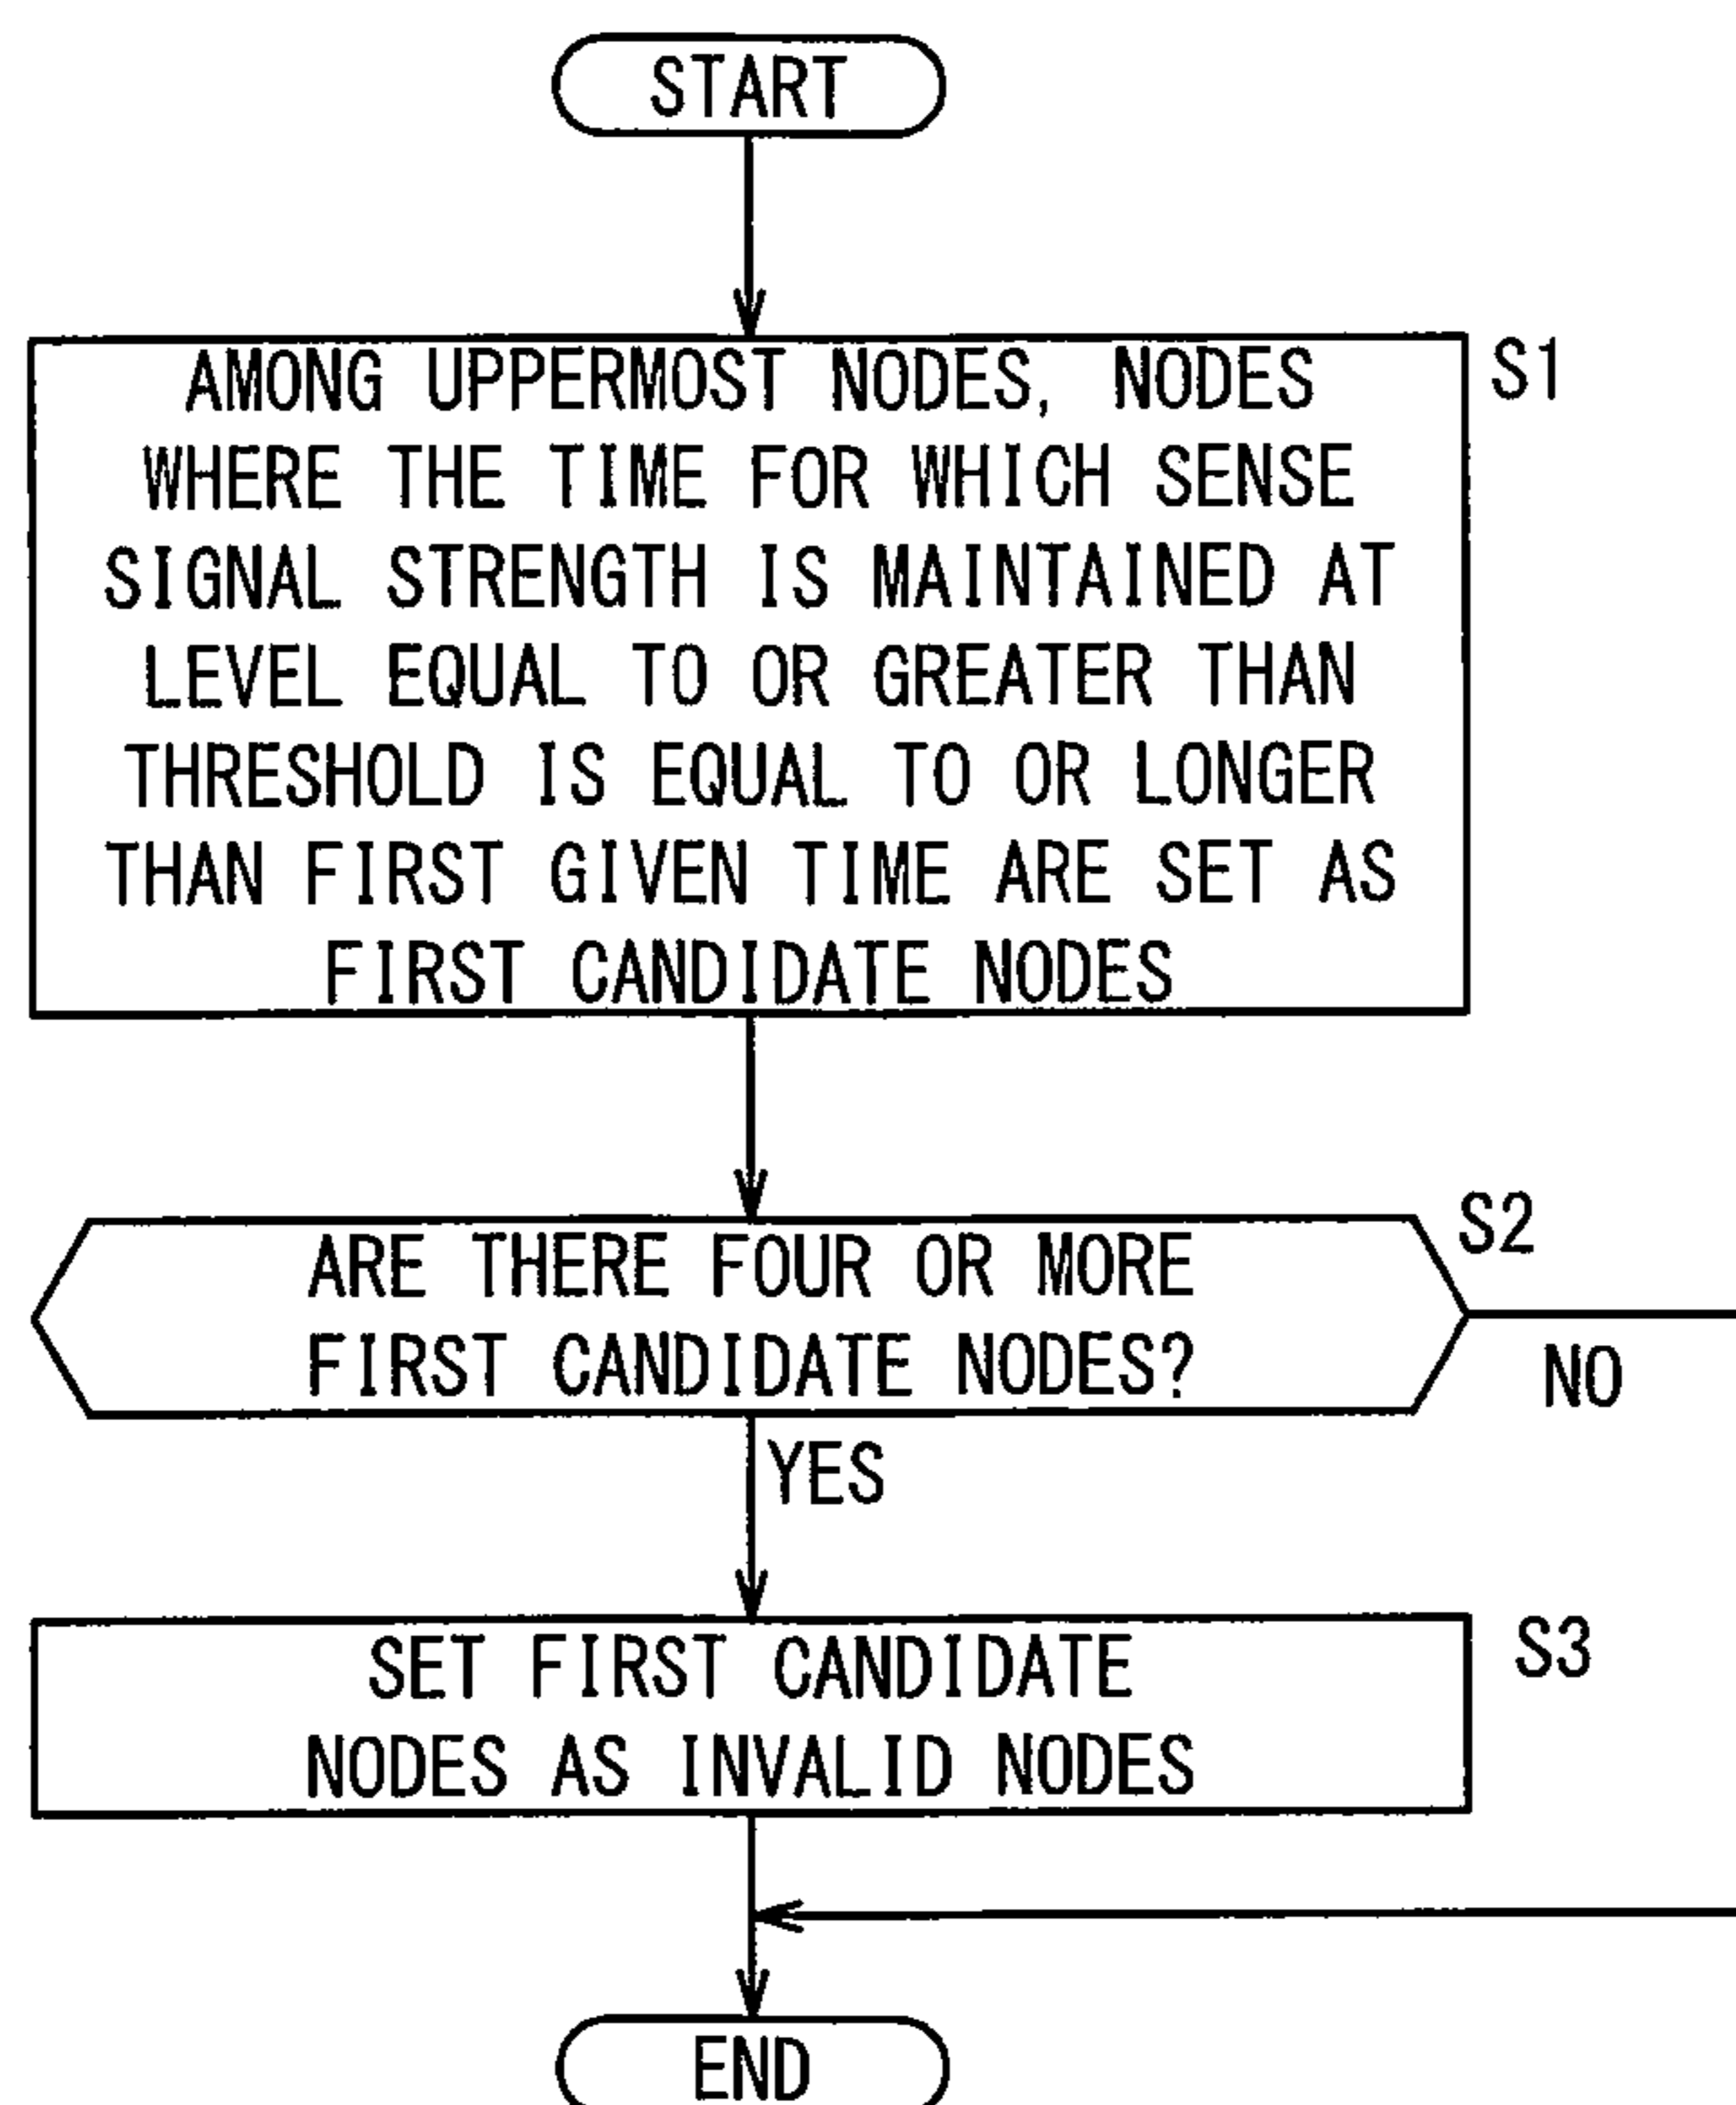 START
AMONG UPPERMOST NODES, NODES
WHERE THE TIME FOR WHICH SENSE
SIGNAL STRENGTH IS MAINTAINED AT
LEVEL EQUAL TO OR GREATER THAN
THRESHOLD IS EQUAL TO OR LONGER
THAN FIRST GIVEN TIME ARE SET AS
FIRST CANDIDATE NODES
S1
ARE THERE FOUR OR MORE
FIRST CANDIDATE NODES?
S2
NO
YES
SET FIRST CANDIDATE
NODES AS INVALID NODES
S3
END